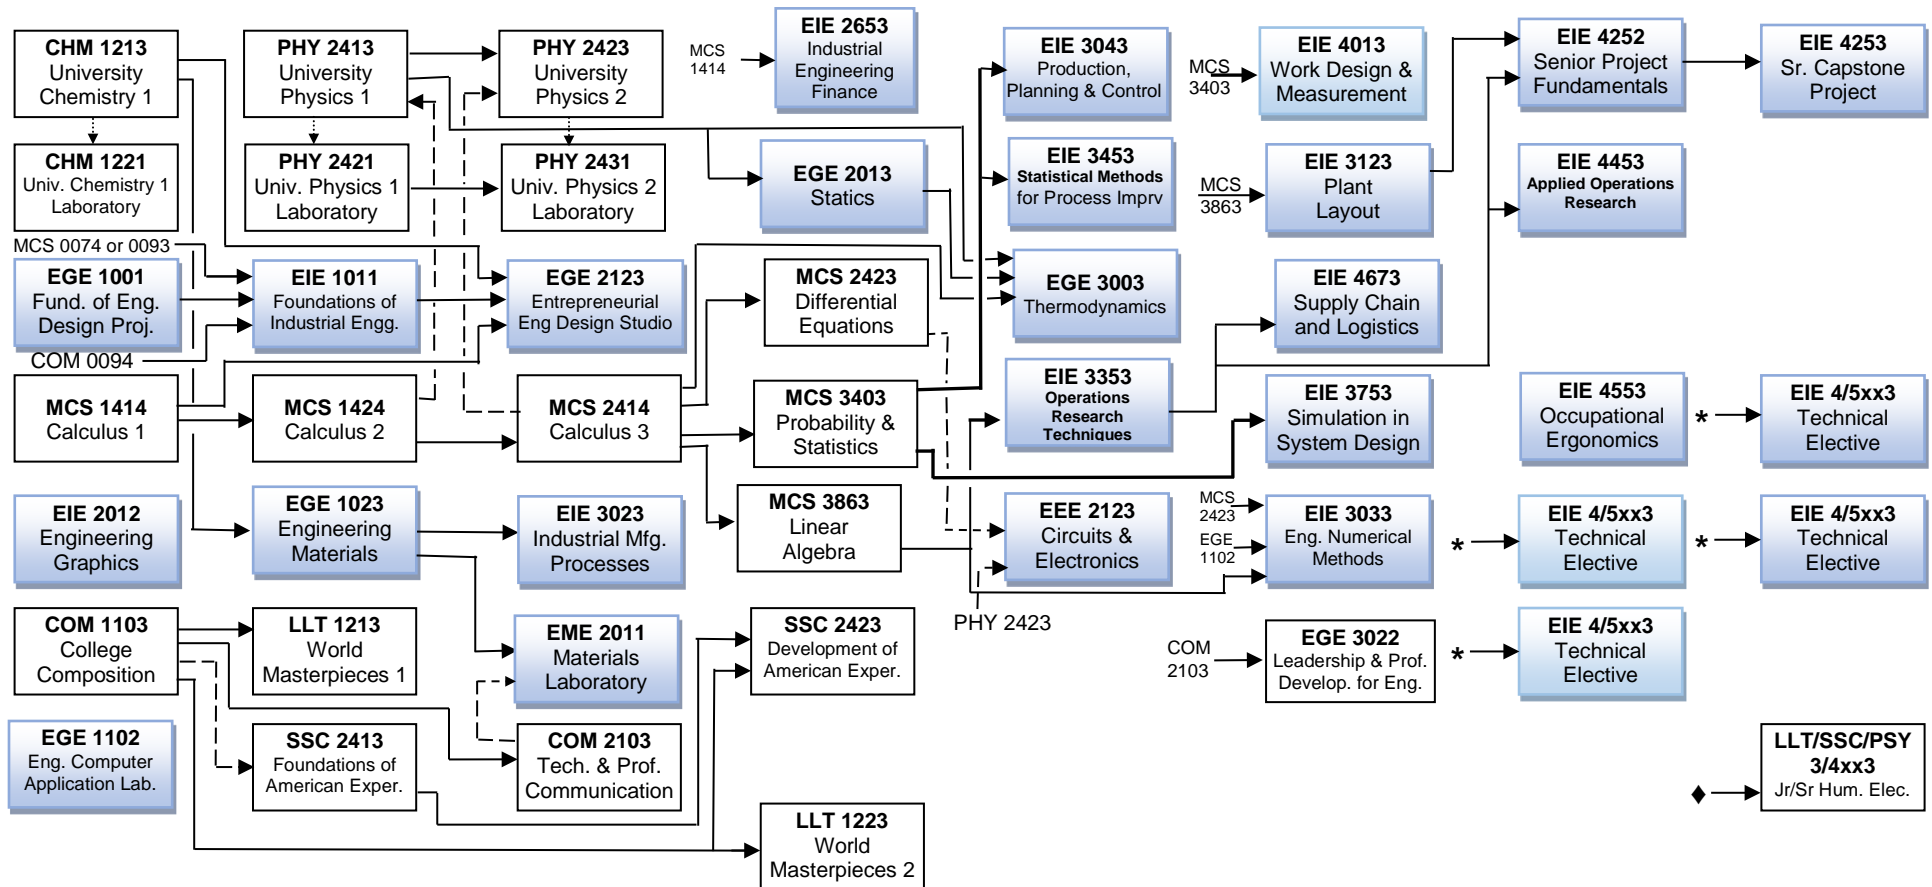 CHM 1213
University
Chemistry 1
PHY 2413
University
Physics 1
PHY 2423
University
Physics 2
MCS
1414
EIE 2653
Industrial
Engineering
Finance
EIE 3043
Production,
Planning & Control
MCS
3403
EIE 4013
Work Design &
Measurement
EIE 4252
Senior Project
Fundamentals
EIE 4253
Sr. Capstone
Project
CHM 1221
Univ. Chemistry 1
Laboratory
PHY 2421
Univ. Physics 1
Laboratory
PHY 2431
Univ. Physics 2
Laboratory
EGE 2013
Statics
EIE 3453
Statistical Methods
for Process Imprv
MCS
3863
EIE 3123
Plant
Layout
EIE 4453
Applied Operations
Research
MCS 0074 or 0093
EGE 1001
Fund. of Eng.
Design Proj.
COM 0094
EIE 1011
Foundations of
Industrial Engg.
EGE 2123
Entrepreneurial
Eng Design Studio
MCS 2423
Differential
Equations
EGE 3003
Thermodynamics
EIE 4673
Supply Chain
and Logistics
MCS 1414
Calculus 1
MCS 1424
Calculus 2
MCS 2414
Calculus 3
MCS 3403
Probability &
Statistics
EIE 3353
Operations
Research
Techniques
EIE 3753
Simulation in
System Design
EIE 4553
Occupational
Ergonomics
*
EIE 4/5xx3
Technical
Elective
EIE 2012
Engineering
Graphics
EGE 1023
Engineering
Materials
EIE 3023
Industrial Mfg.
Processes
MCS 3863
Linear
Algebra
EEE 2123
Circuits &
Electronics
PHY 2423
MCS
2423
EGE
1102
EIE 3033
Eng. Numerical
Methods
*
EIE 4/5xx3
Technical
Elective
*
EIE 4/5xx3
Technical
Elective
COM 1103
College
Composition
LLT 1213
World
Masterpieces 1
EME 2011
Materials
Laboratory
SSC 2423
Development of
American Exper.
COM
2103
EGE 3022
Leadership & Prof.
Develop. for Eng.
*
EIE 4/5xx3
Technical
Elective
EGE 1102
Eng. Computer
Application Lab.
SSC 2413
Foundations of
American Exper.
COM 2103
Tech. & Prof.
Communication
LLT 1223
World
Masterpieces 2
♦
LLT/SSC/PSY
3/4xx3
Jr/Sr Hum. Elec.